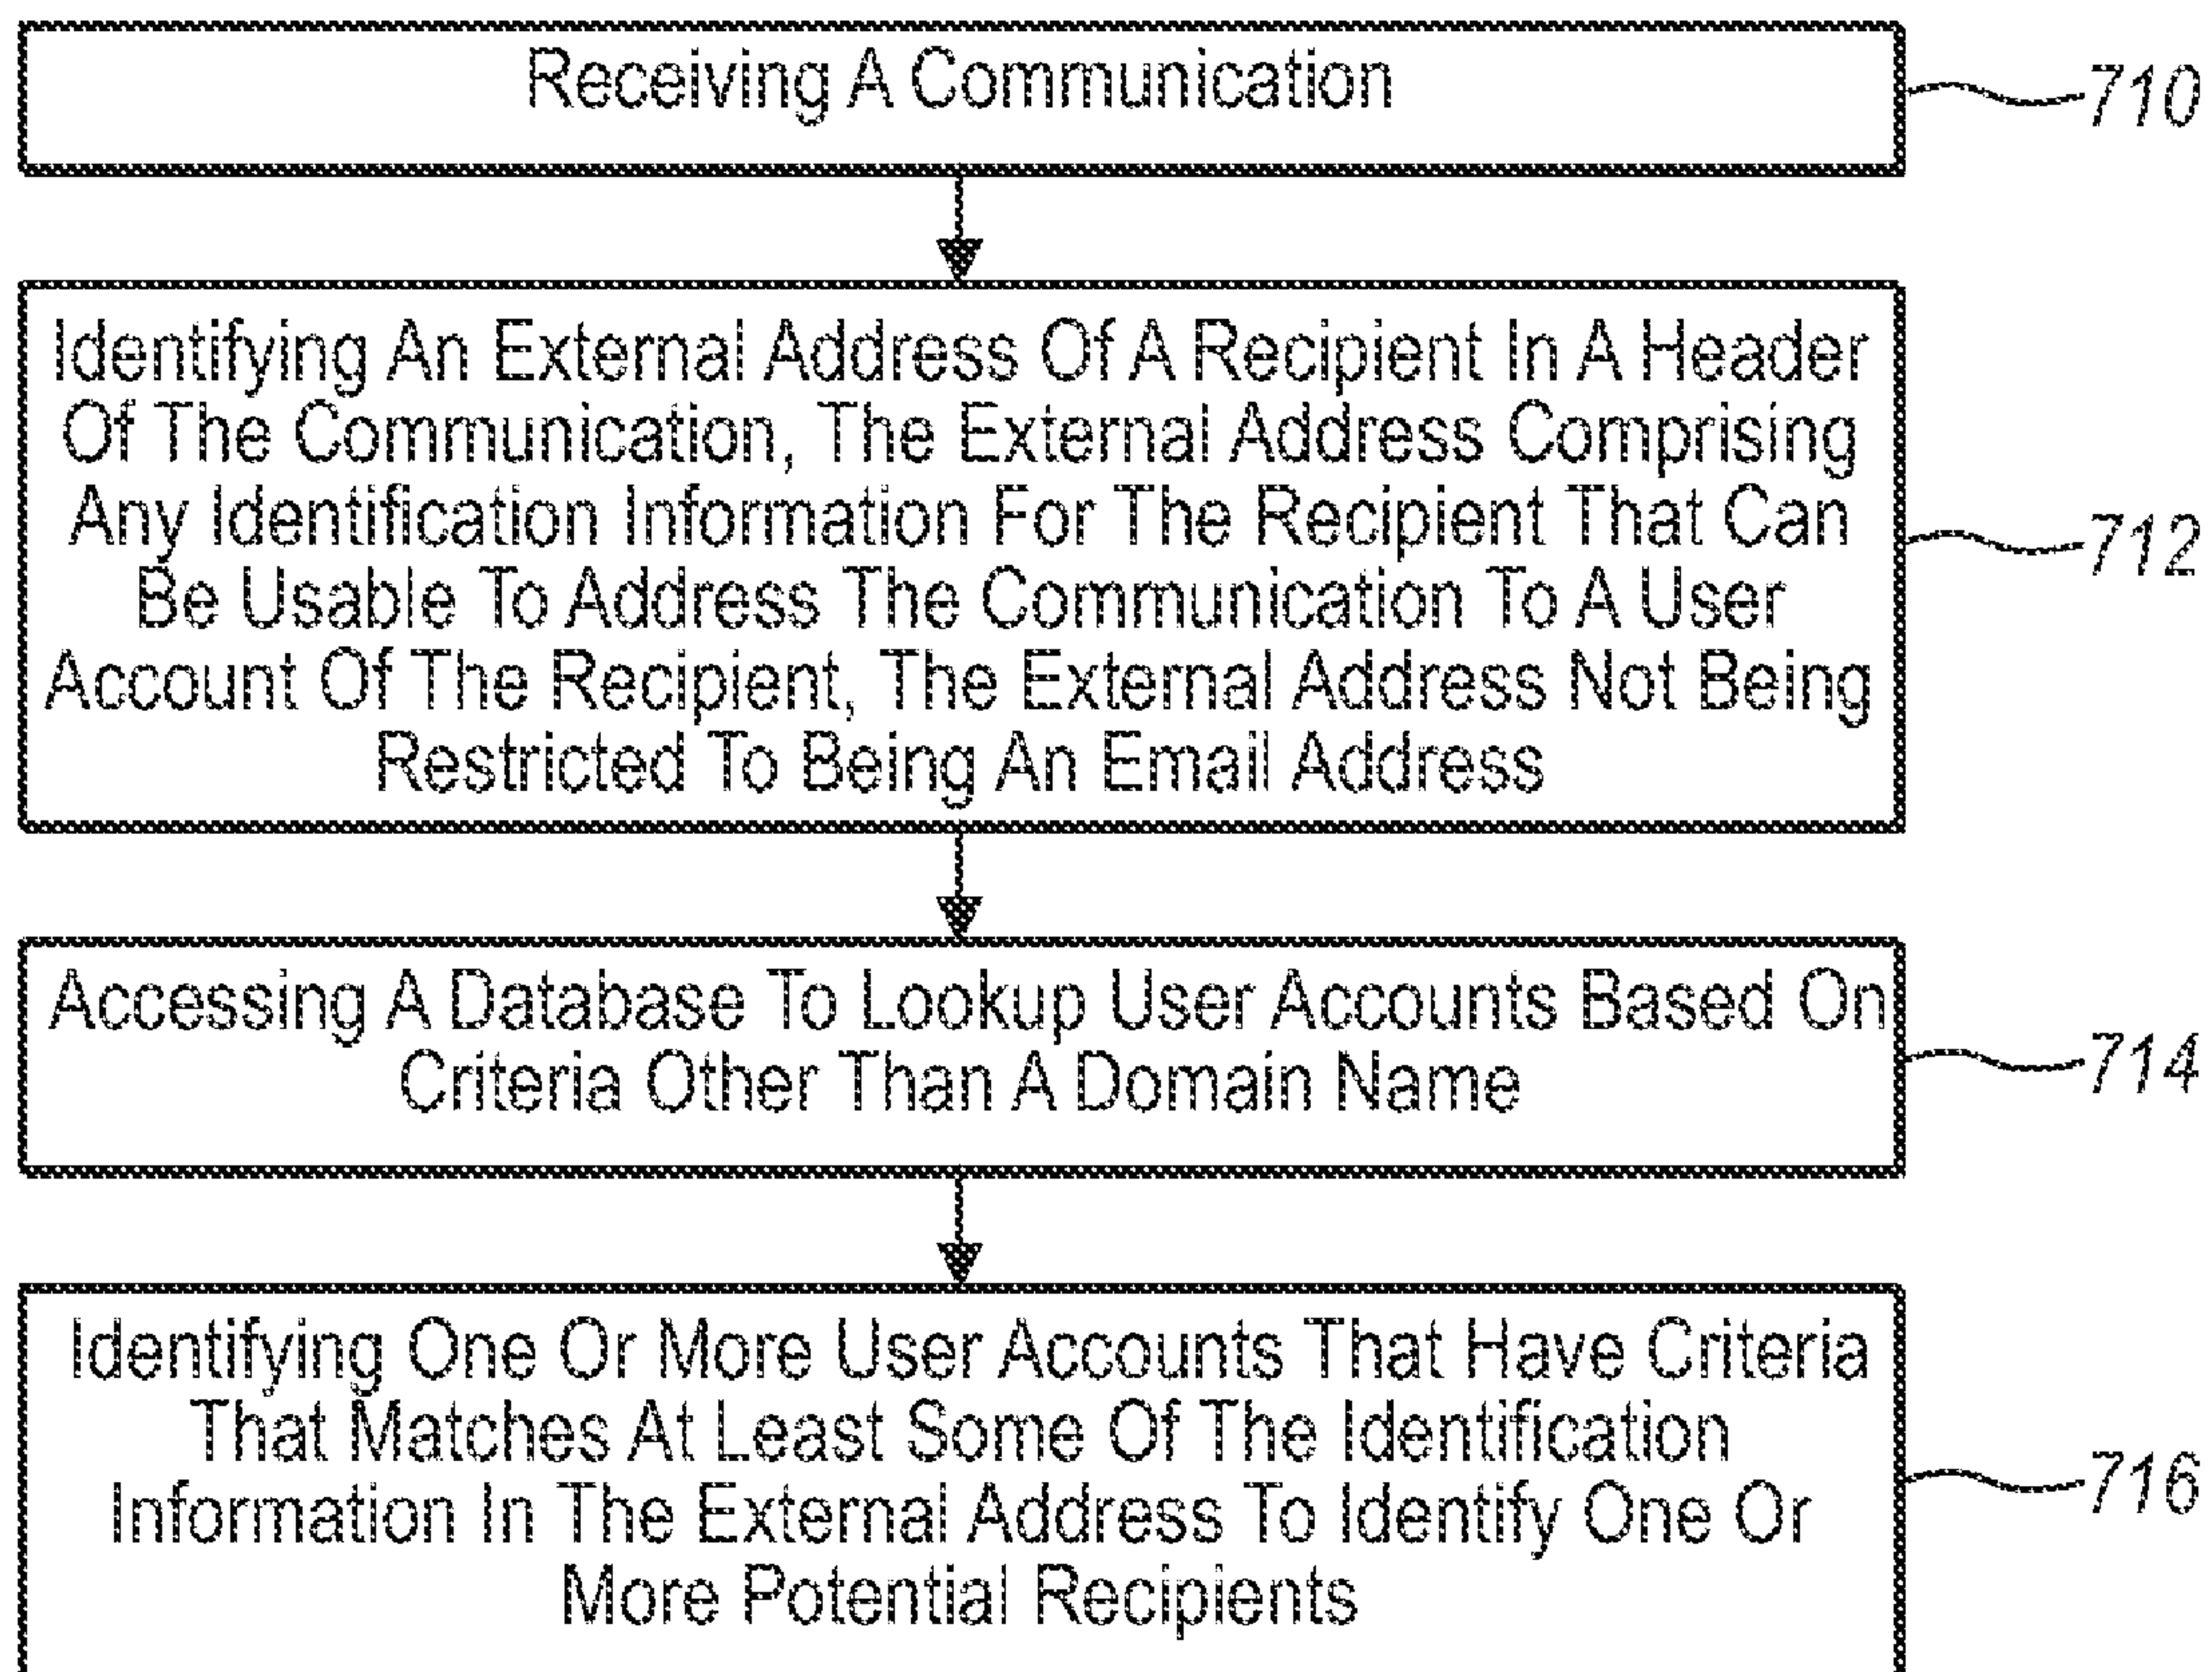 Receiving A Communication
710
Identifying An External Address Of A Recipient In A Header
Of The Communication, The External Address Comprising
Any Identification Information For The Recipient That Can
Be Usable To Address The Communication To A User
Account Of The Recipient, The External Address Not Being
Restricted To Being An Email Address
712
Accessing A Database To Lookup User Accounts Based On
Criteria Other Than A Domain Name
714
Identifying One Or More User Accounts That Have Criteria
That Matches At Least Some Of The Identification
Information In The External Address To Identify One Or
More Potential Recipients
716